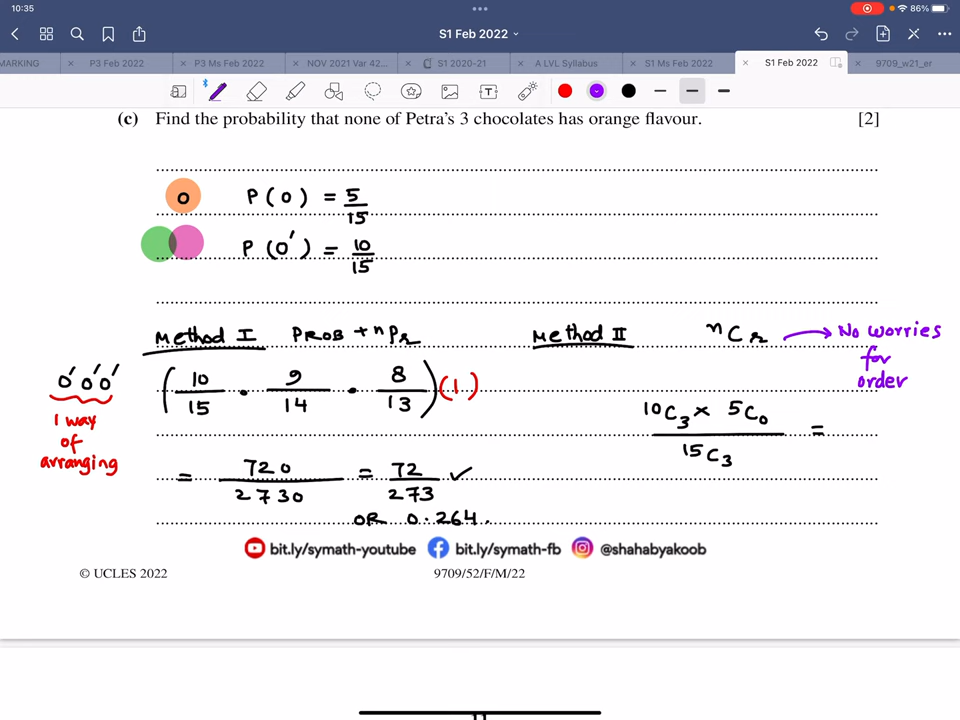 10:35
86%
S1 Feb 2022
MARKING
P3 Feb 2022
P3 Ms Feb 2022
NOV 2021 Var 42...
S1 2020-21
A LVL Syllabus
S1 Ms Feb 2022
S1 Feb 2022
9709_w21_er
(c) Find the probability that none of Petra's 3 chocolates has orange flavour. [2]
O P(O) = 5/15
P(O') = 10/15
Method I PROB + nPr
Method II nCr → No worries for order
O'O'O'
1 way
of
arranging
(10/15 · 9/14 · 8/13)(1)
10C3 × 5C0 / 15C3 =
= 720/2730 = 72/273 ✓
OR 0.264.
bit.ly/symath-youtube bit.ly/symath-fb @shahabyakoob
© UCLES 2022 9709/52/F/M/22